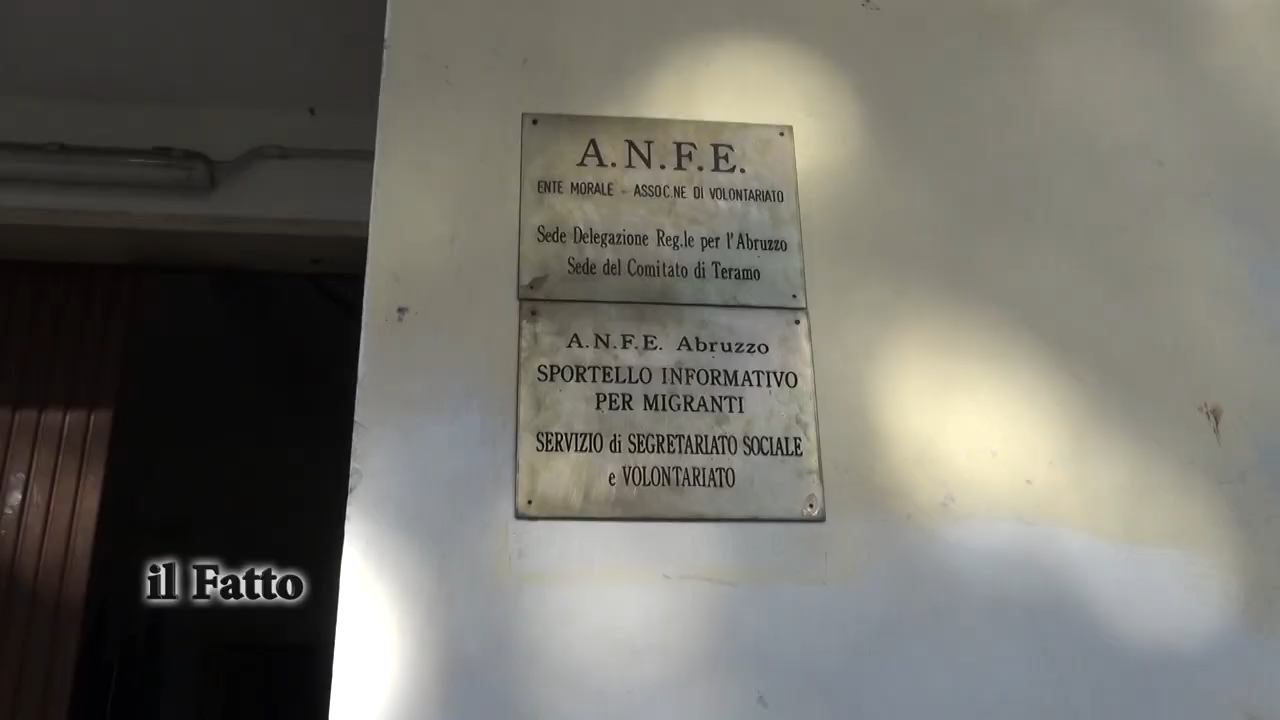 A.N.F.E.
ENTE MORALE - ASSOC.NE DI VOLONTARIATO
Sede Delegazione Reg.le per l'Abruzzo
Sede del Comitato di Teramo
A.N.F.E. Abruzzo
SPORTELLO INFORMATIVO
PER MIGRANTI
SERVIZIO di SEGRETARIATO SOCIALE
e VOLONTARIATO
il Fatto